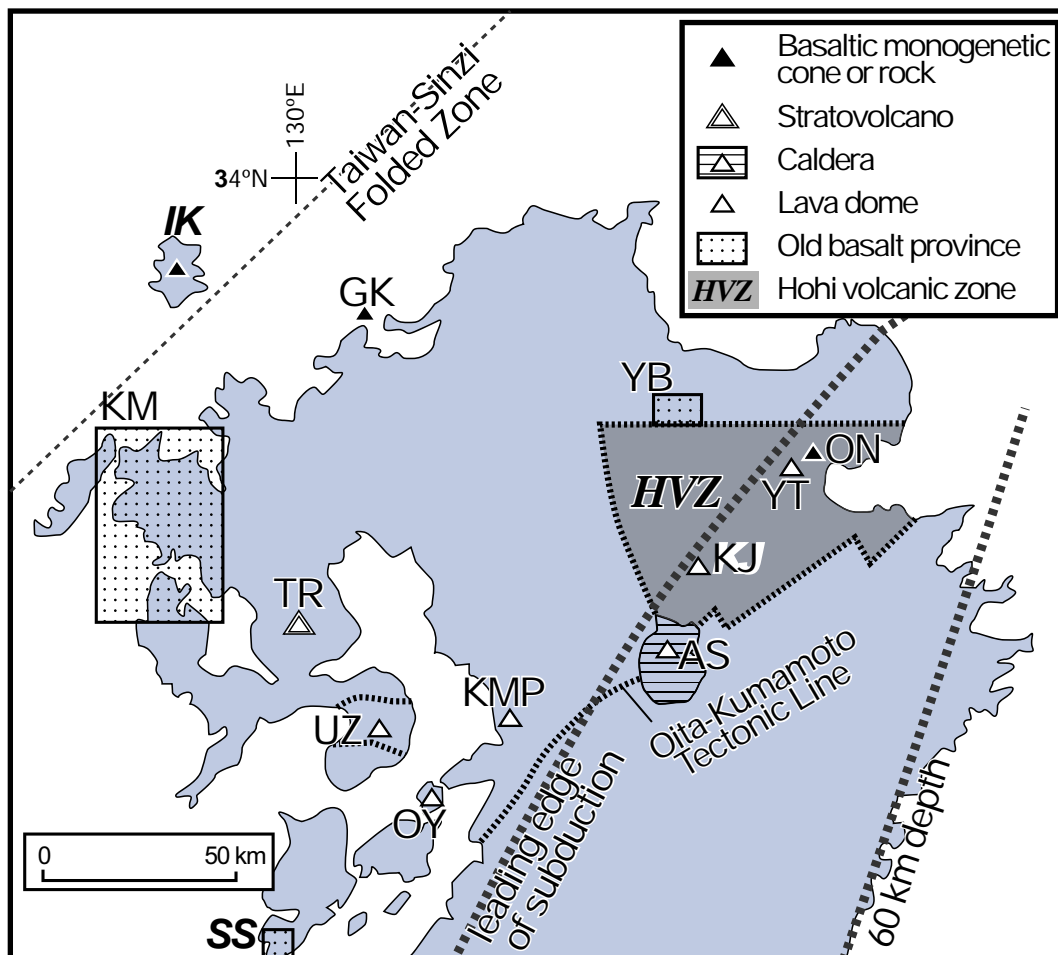 Basaltic monogenetic
cone or rock
Stratovolcano
Caldera
Lava dome
Old basalt province
HVZ Hohi volcanic zone
130ºE
34ºN
Taiwan-Sinzi
Folded Zone
IK
GK
KM
YB
ON
YT
HVZ
KJ
TR
AS
KMP
UZ
OY
Oita-Kumamoto
Tectonic Line
leading edge
of subduction
60 km depth
0 50 km
SS